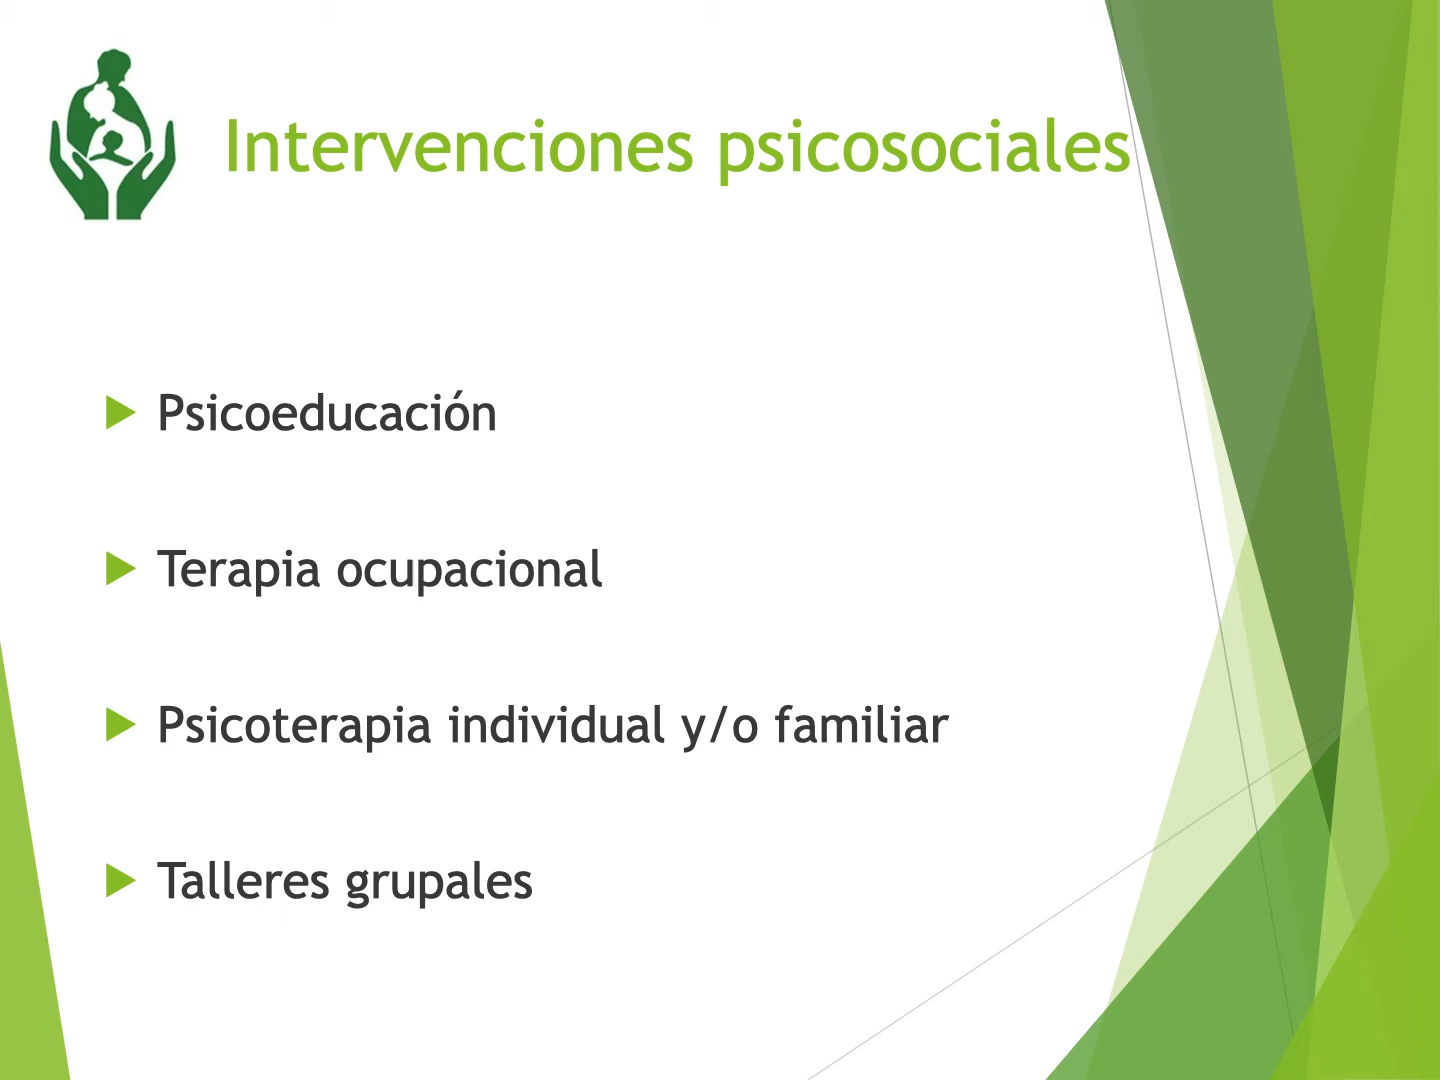 Intervenciones psicosociales
Psicoeducación
Terapia ocupacional
Psicoterapia individual y/o familiar
Talleres grupales